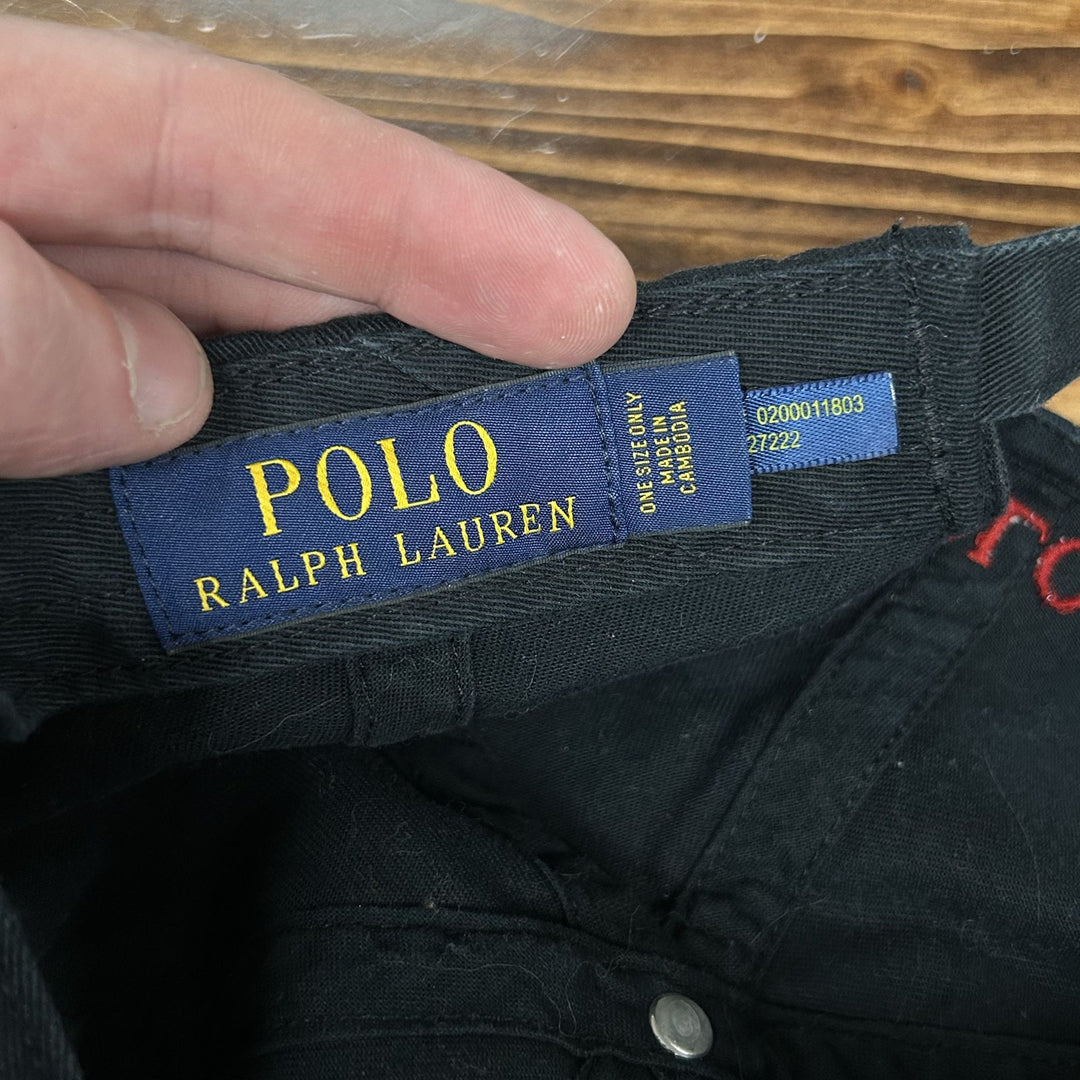 POLO
RALPH LAUREN
ONE SIZE ONLY
MADE IN
CAMBODIA
0200011803
27222